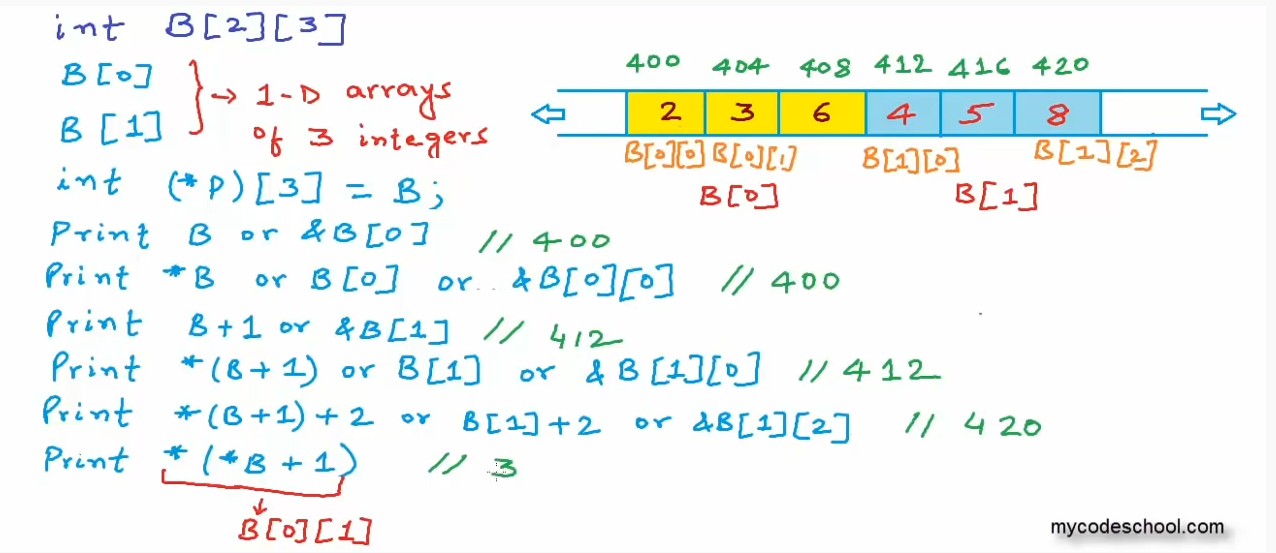 int B[2][3]
B[0]
B[1]
→ 1-D arrays
of 3 integers
int (*P)[3] = B;
Print B or &B[0] // 400
Print *B or B[0] or &B[0][0] // 400
Print B+1 or &B[1] // 412
Print *(B+1) or B[1] or &B[1][0] // 412
Print *(B+1)+2 or B[1]+2 or &B[1][2] // 420
Print *(*B+1) // 3
B[0][1]
400 404 408 412 416 420
2 3 6 4 5 8
B[0][0] B[0][1] B[1][0] B[1][2]
B[0] B[1]
mycodeschool.com